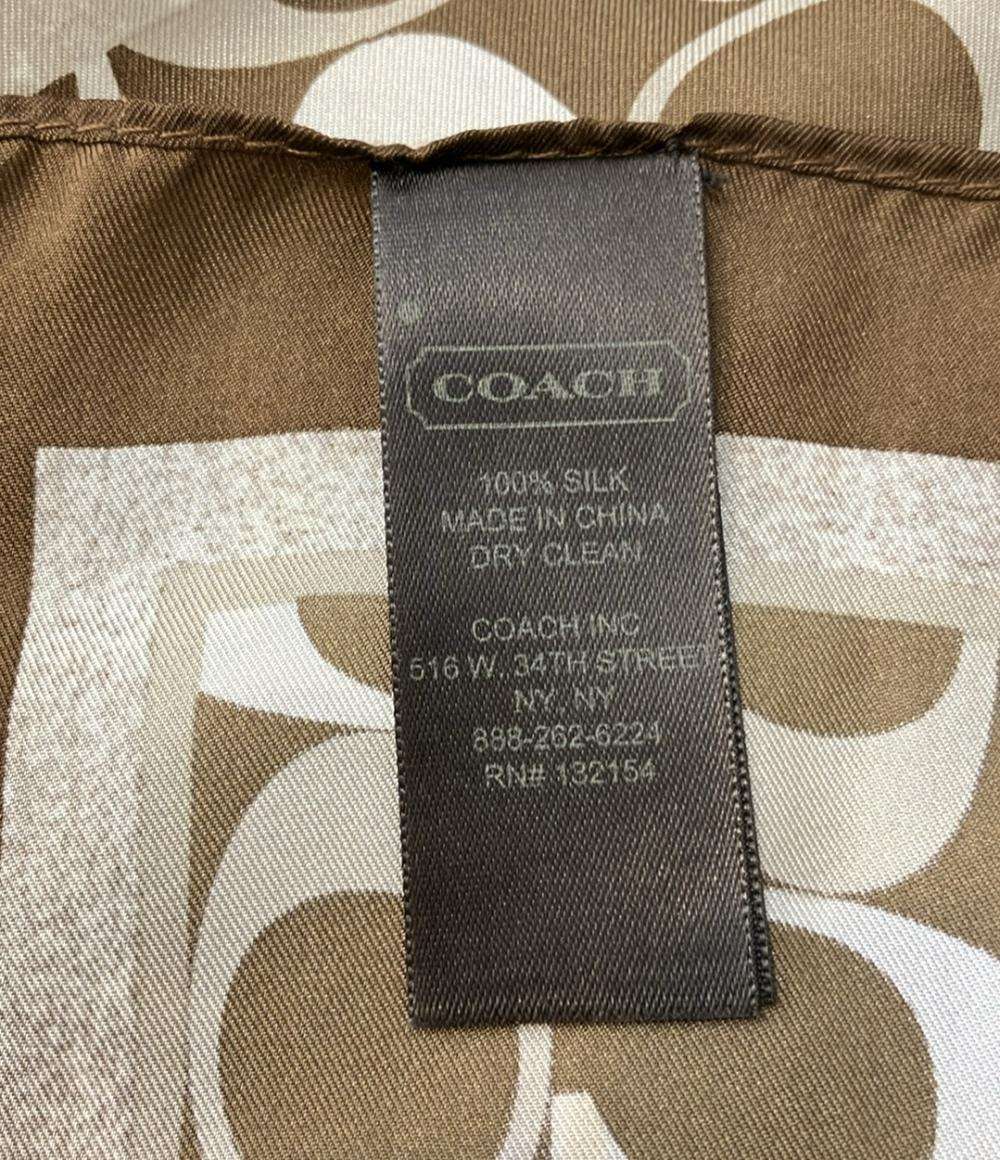 COACH
100% SILK
MADE IN CHINA
DRY CLEAN
COACH INC
516 W. 34TH STREE
NY, NY
888-262-6224
RN# 132154